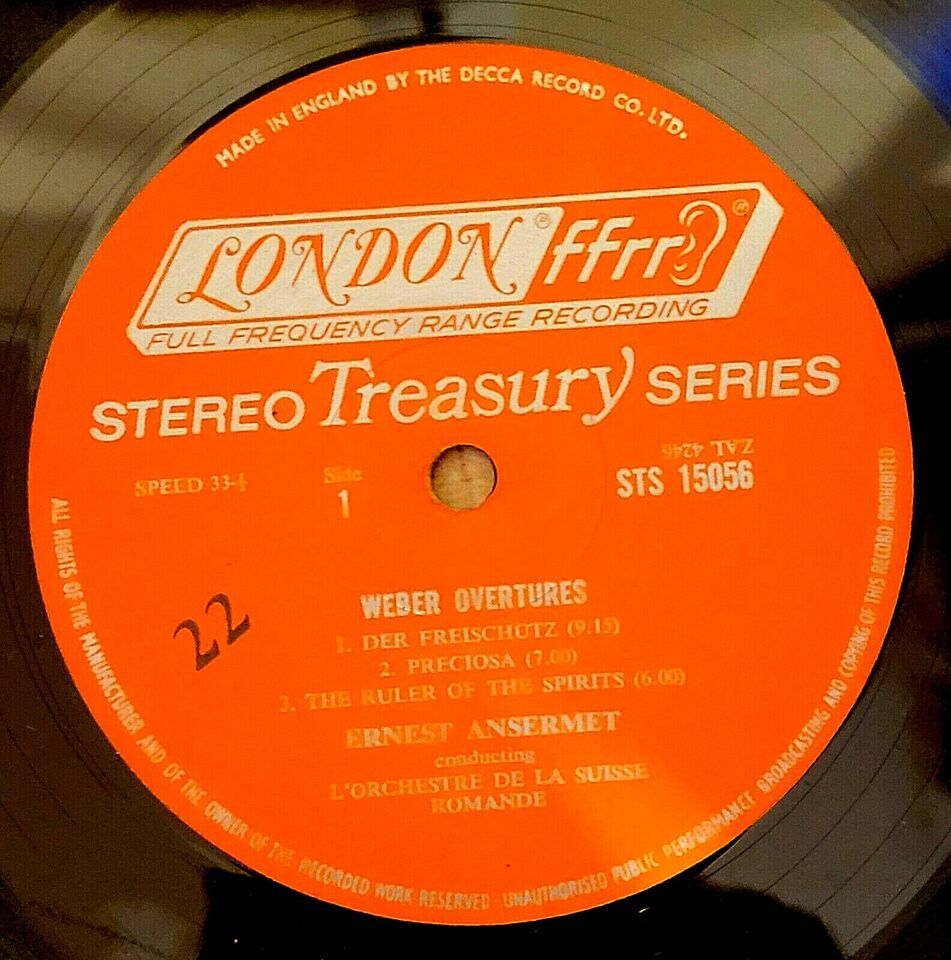 MADE IN ENGLAND BY THE DECCA RECORD CO. LTD.
LONDON ® ffrr ®
FULL FREQUENCY RANGE RECORDING
STEREO Treasury SERIES
ZAL 4246
SPEED 33-⅓ Side STS 15056
1
22
WEBER OVERTURES
1. DER FREISCHÜTZ (9.15)
2. PRECIOSA (7.00)
3. THE RULER OF THE SPIRITS (6.00)
ERNEST ANSERMET
conducting
L'ORCHESTRE DE LA SUISSE
ROMANDE
ALL RIGHTS OF THE MANUFACTURER AND OF THE OWNER OF THE RECORDED WORK RESERVED · UNAUTHORISED PUBLIC PERFORMANCE BROADCASTING AND COPYING OF THIS RECORD PROHIBITED